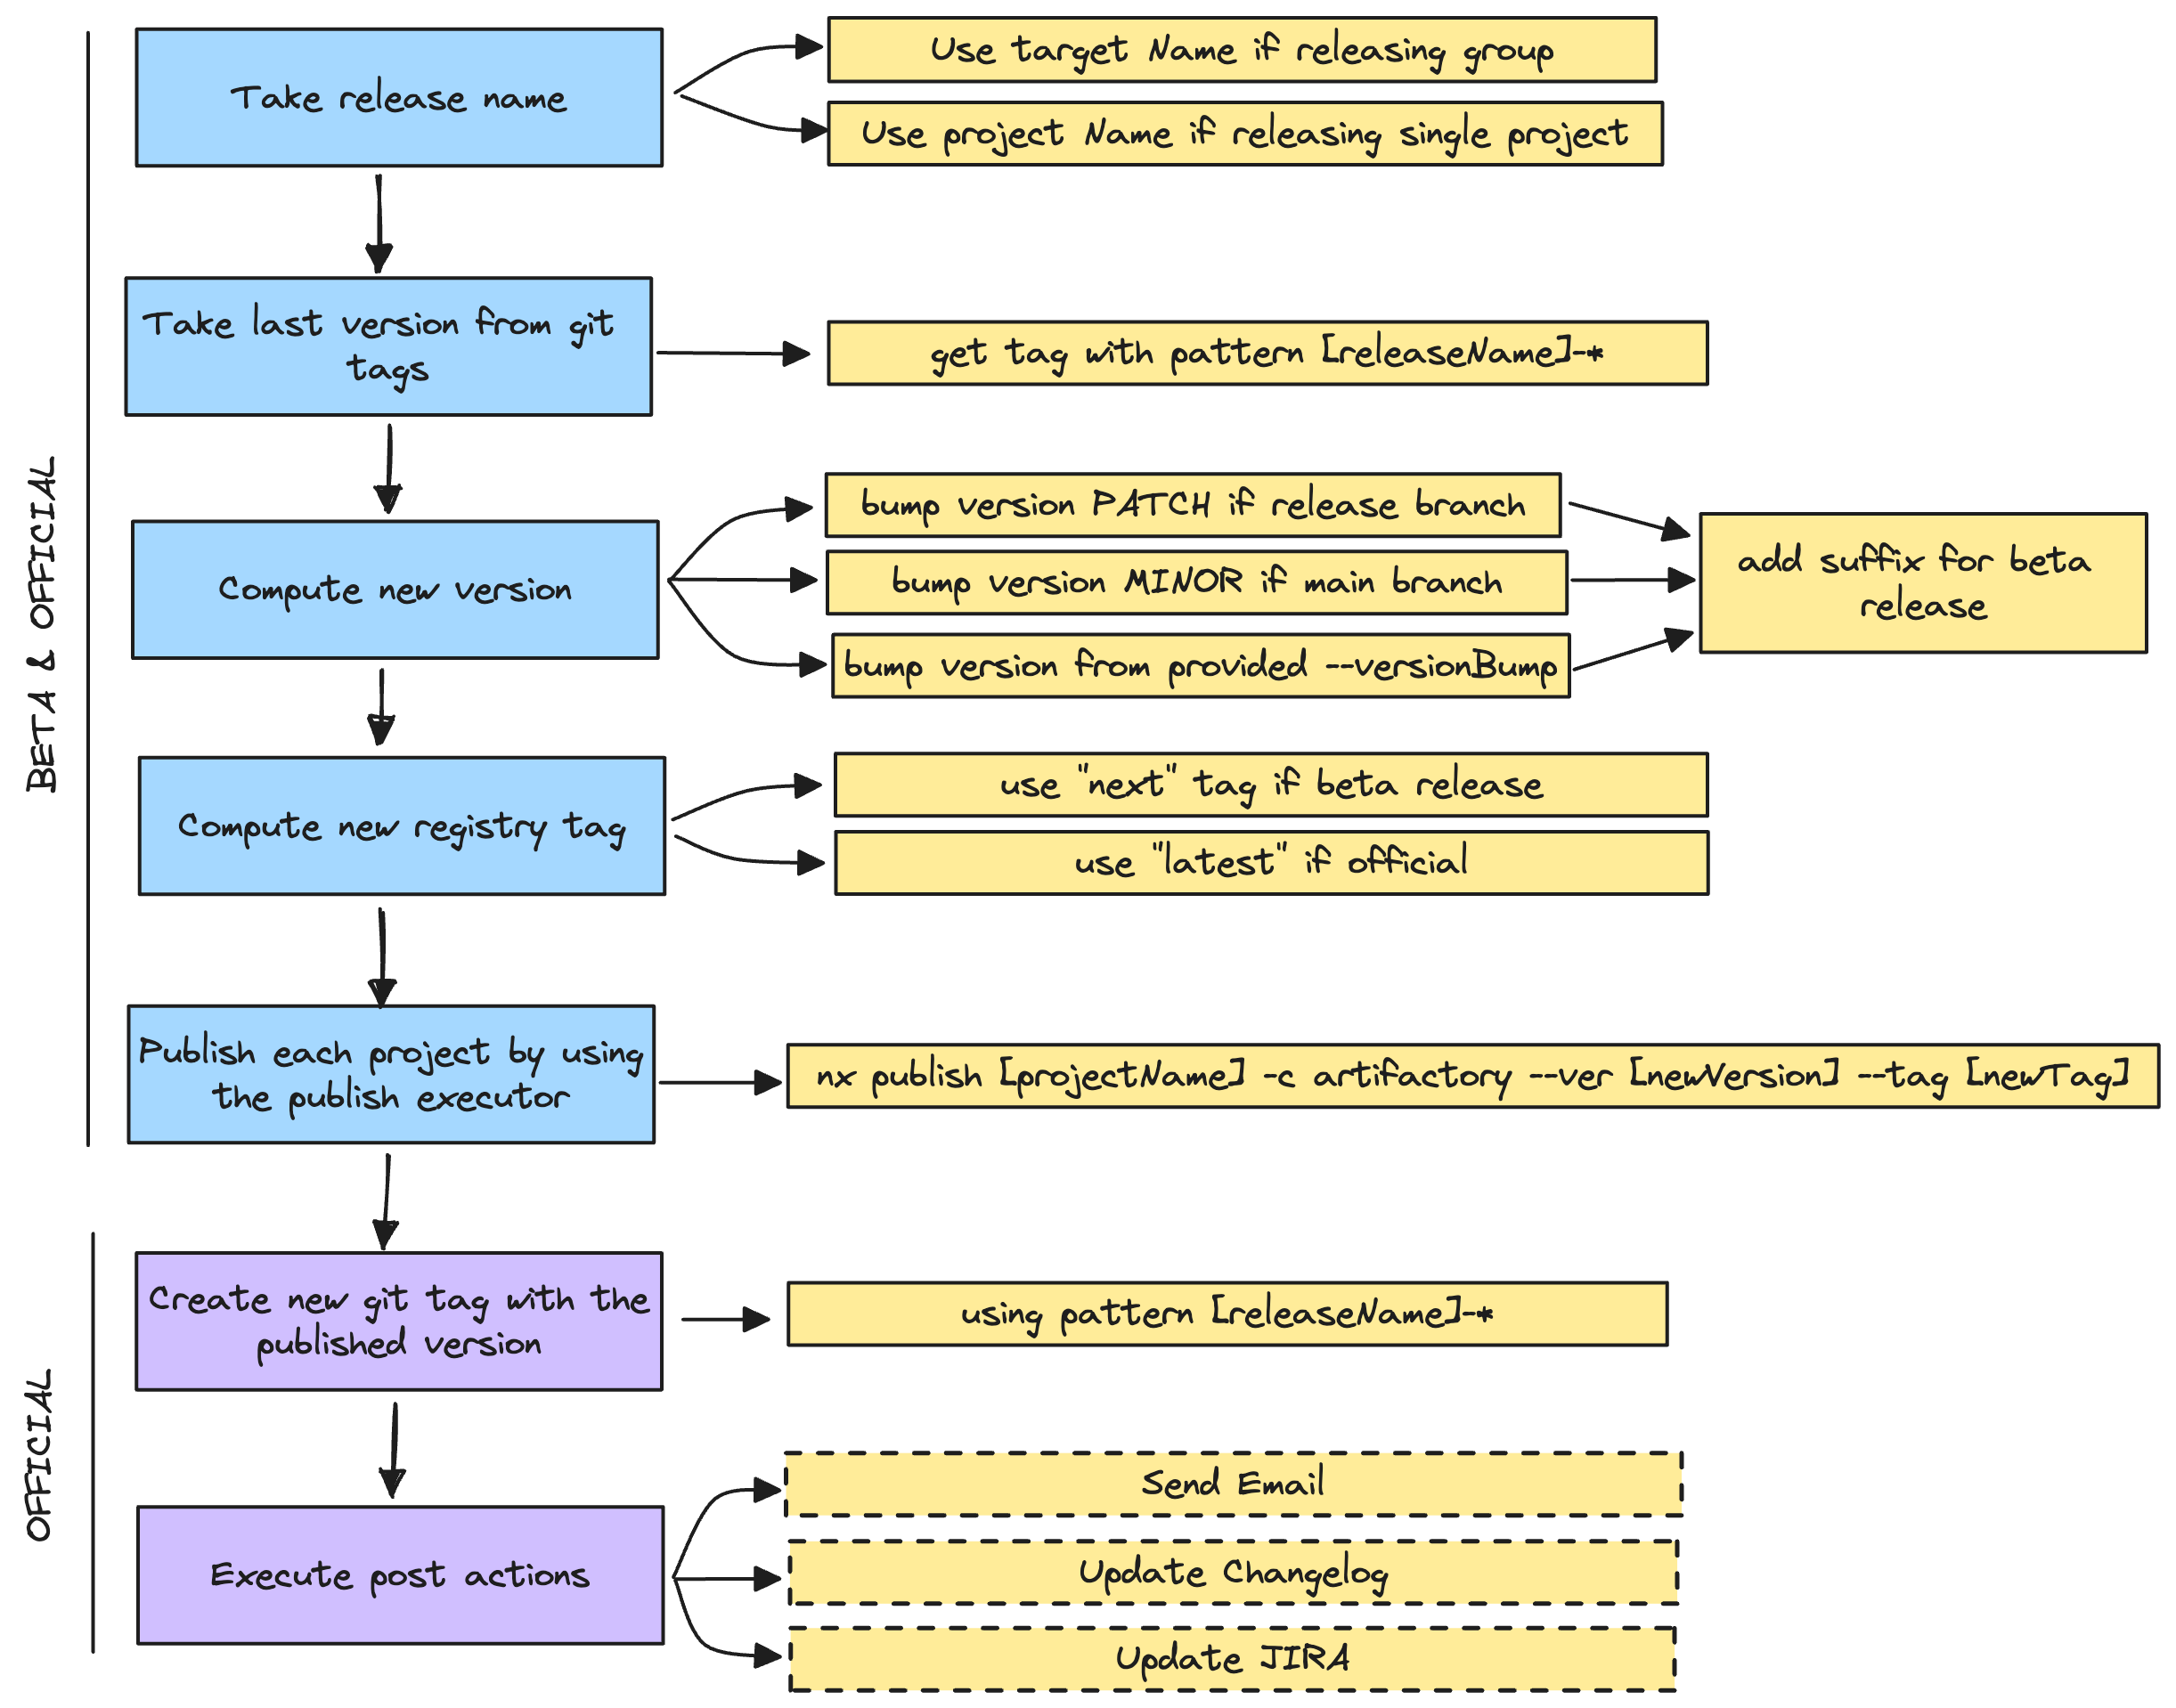 Take release name
Use target Name if releasing group
Use project Name if releasing single project
Take last version from git
tags
get tag with pattern [releaseName]-*
BETA & OFFICIAL
Compute new version
bump version PATCH if release branch
bump version MINOR if main branch
bump version from provided --versionBump
add suffix for beta
release
Compute new registry tag
use "next" tag if beta release
use "latest" if official
Publish each project by using
the publish executor
nx publish [projectName] -c artifactory --ver [newVersion] --tag [newTag]
OFFICIAL
Create new git tag with the
published version
using pattern [releaseName]-*
Execute post actions
Send Email
Update Changelog
Update JIRA